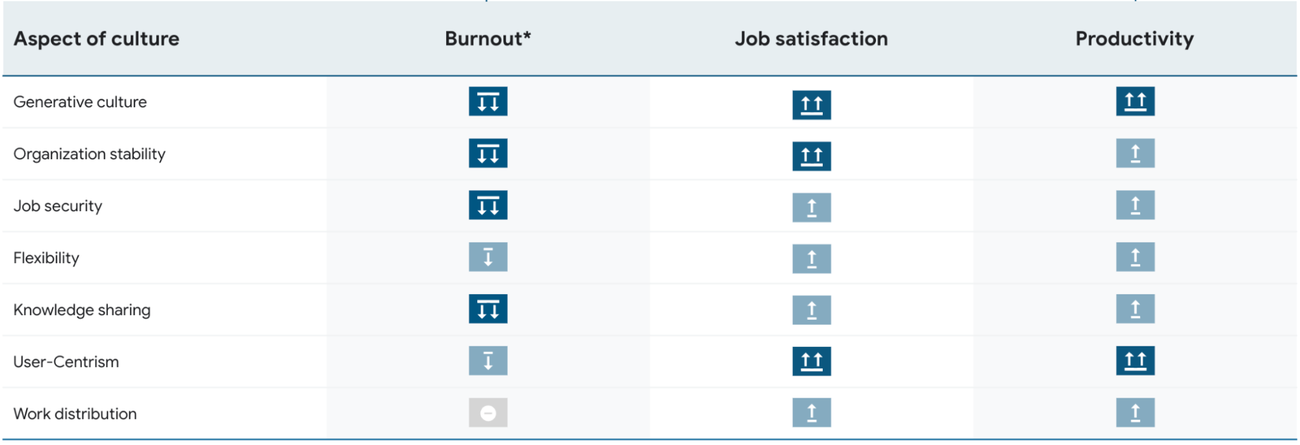 Aspect of culture Burnout* Job satisfaction Productivity
Generative culture
Organization stability
Job security
Flexibility
Knowledge sharing
User-Centrism
Work distribution